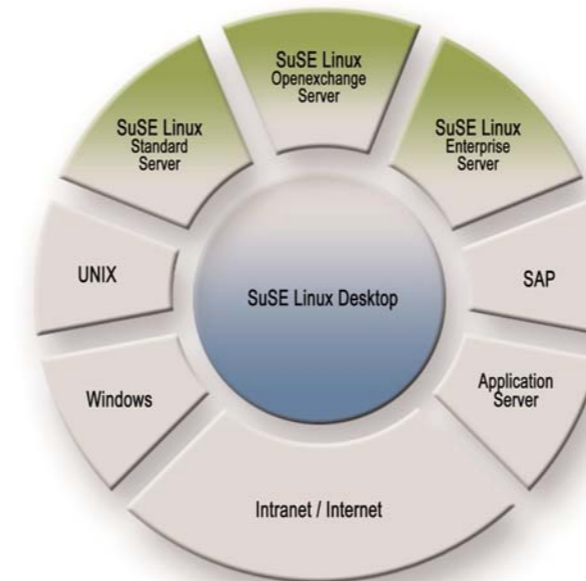 SuSE Linux
Openexchange
Server
SuSE Linux
Standard
Server
SuSE Linux
Enterprise
Server
UNIX
SuSE Linux Desktop
SAP
Windows
Application
Server
Intranet / Internet